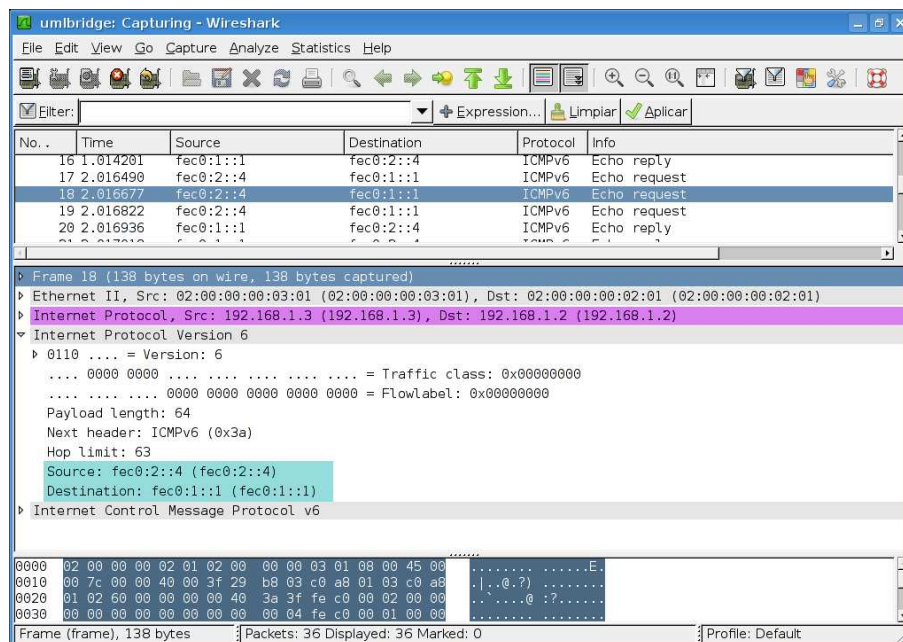 umlbridge: Capturing - Wireshark
File Edit View Go Capture Analyze Statistics Help
Filter: Expression... Limpiar Aplicar
No. . Time Source Destination Protocol Info
16 1.014201 fec0:1::1 fec0:2::4 ICMPv6 Echo reply
17 2.016490 fec0:2::4 fec0:1::1 ICMPv6 Echo request
18 2.016677 fec0:2::4 fec0:1::1 ICMPv6 Echo request
19 2.016822 fec0:2::4 fec0:1::1 ICMPv6 Echo request
20 2.016936 fec0:1::1 fec0:2::4 ICMPv6 Echo reply
Frame 18 (138 bytes on wire, 138 bytes captured)
Ethernet II, Src: 02:00:00:00:03:01 (02:00:00:00:03:01), Dst: 02:00:00:00:02:01 (02:00:00:00:02:01)
Internet Protocol, Src: 192.168.1.3 (192.168.1.3), Dst: 192.168.1.2 (192.168.1.2)
Internet Protocol Version 6
0110 .... = Version: 6
.... 0000 0000 .... .... .... .... .... = Traffic class: 0x00000000
.... .... .... 0000 0000 0000 0000 0000 = Flowlabel: 0x00000000
Payload length: 64
Next header: ICMPv6 (0x3a)
Hop limit: 63
Source: fec0:2::4 (fec0:2::4)
Destination: fec0:1::1 (fec0:1::1)
Internet Control Message Protocol v6
0000 02 00 00 00 02 01 02 00 00 00 03 01 08 00 45 00 ........ ......E.
0010 00 7c 00 00 40 00 3f 29 b8 03 c0 a8 01 03 c0 a8 .|..@.?) ........
0020 01 02 60 00 00 00 00 40 3a 3f fe c0 00 02 00 00 ..`....@ :?......
0030 00 00 00 00 00 00 00 04 fe c0 00 01 00 00 ........ ........
Frame (frame), 138 bytes Packets: 36 Displayed: 36 Marked: 0 Profile: Default